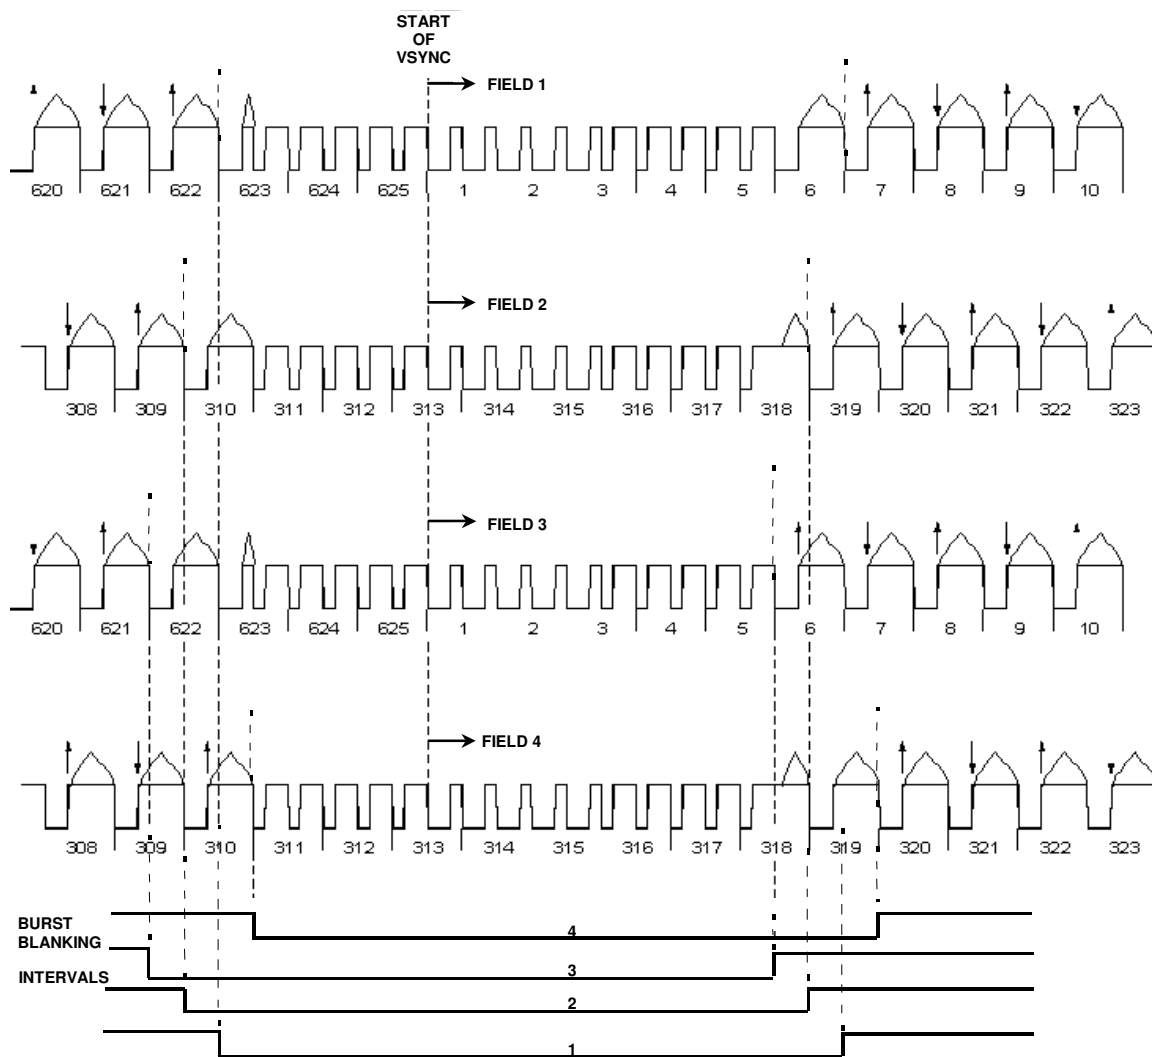 START
OF
VSYNC
FIELD 1
620 621 622 623 624 625 1 2 3 4 5 6 7 8 9 10
FIELD 2
308 309 310 311 312 313 314 315 316 317 318 319 320 321 322 323
FIELD 3
620 621 622 623 624 625 1 2 3 4 5 6 7 8 9 10
FIELD 4
308 309 310 311 312 313 314 315 316 317 318 319 320 321 322 323
BURST
BLANKING
INTERVALS
4
3
2
1